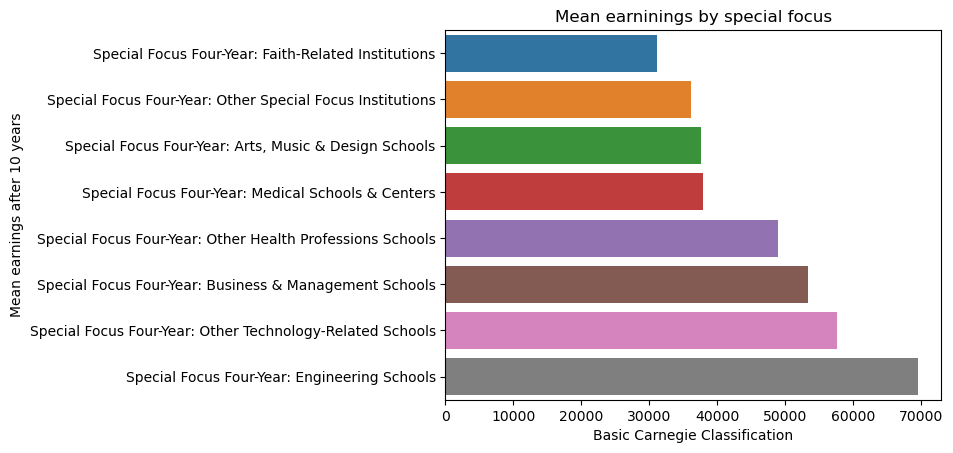 Mean earninings by special focus
Mean earnings after 10 years
Special Focus Four-Year: Faith-Related Institutions
Special Focus Four-Year: Other Special Focus Institutions
Special Focus Four-Year: Arts, Music & Design Schools
Special Focus Four-Year: Medical Schools & Centers
Special Focus Four-Year: Other Health Professions Schools
Special Focus Four-Year: Business & Management Schools
Special Focus Four-Year: Other Technology-Related Schools
Special Focus Four-Year: Engineering Schools
0 10000 20000 30000 40000 50000 60000 70000
Basic Carnegie Classification